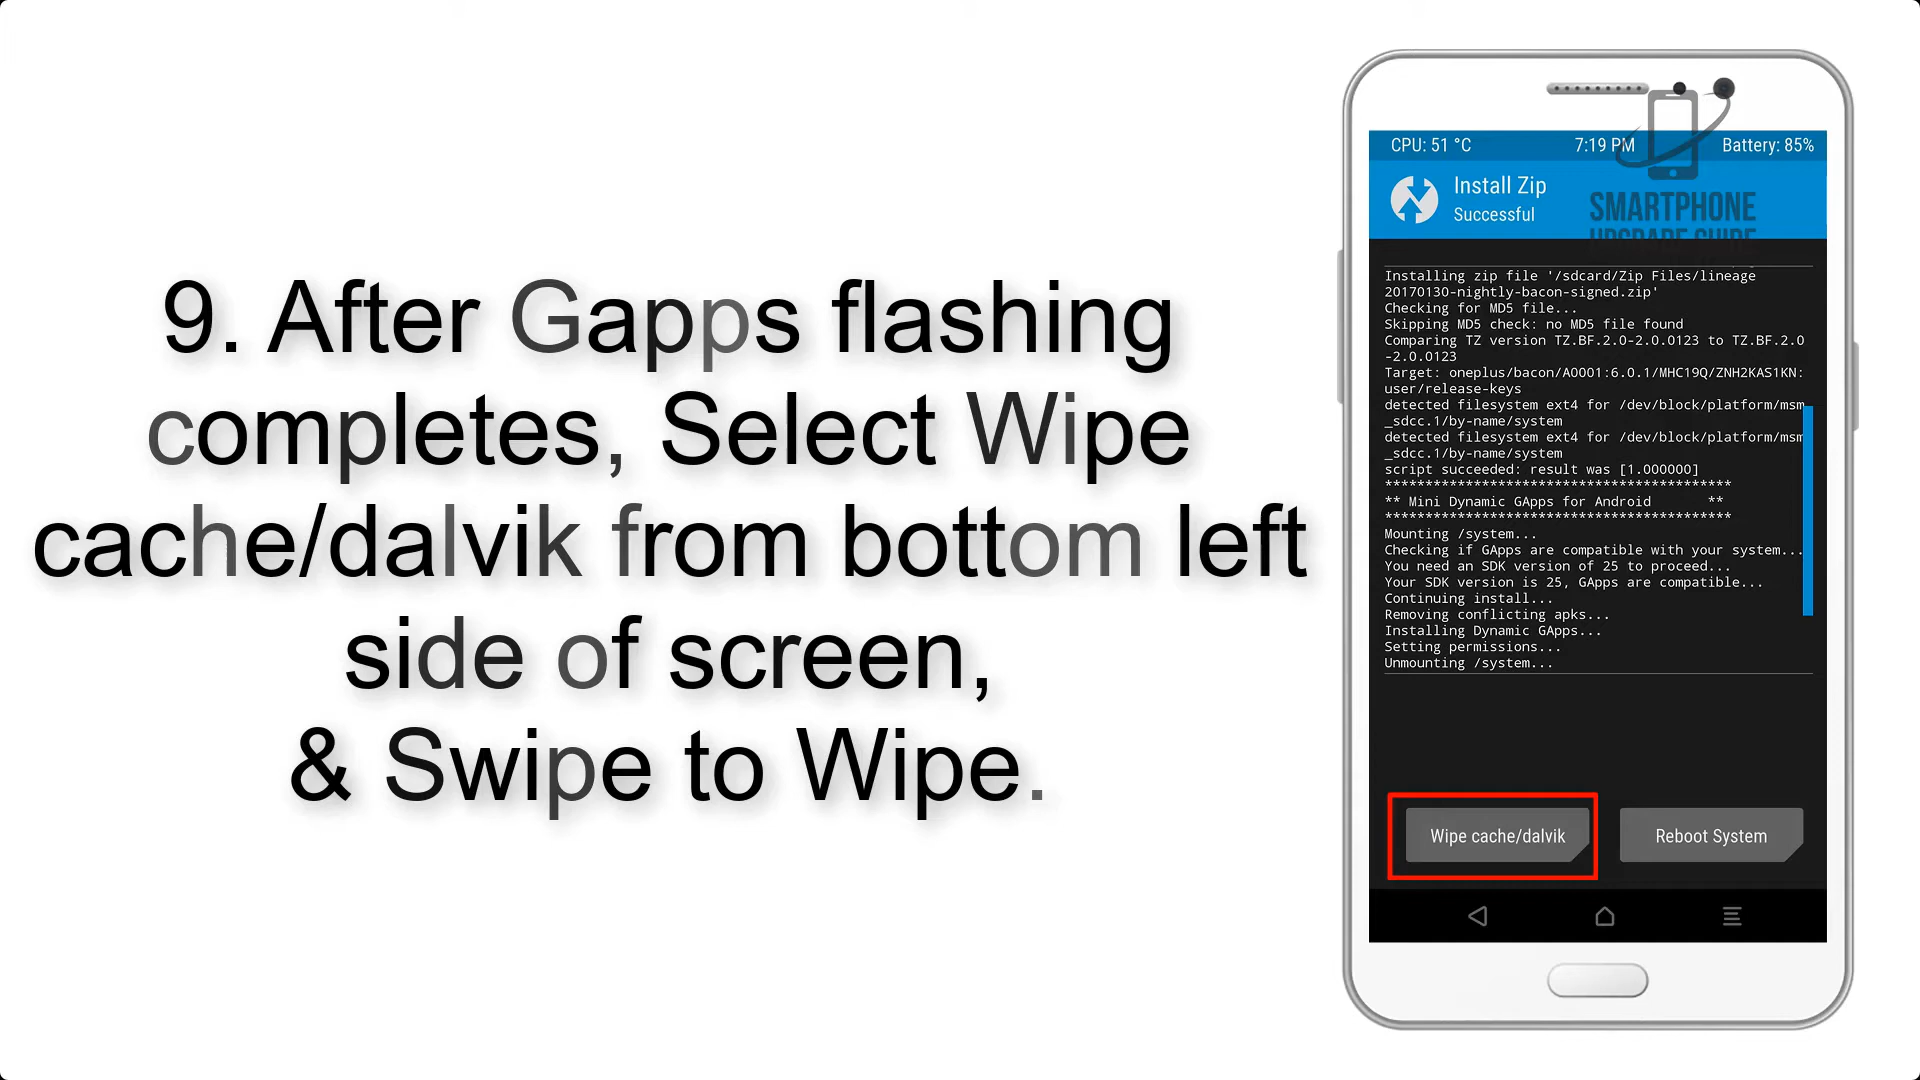 9. After Gapps flashing
completes, Select Wipe
cache/dalvik from bottom left
side of screen,
& Swipe to Wipe.
CPU: 51 °C 7:19 PM Battery: 85%
Install Zip
Successful
SMARTPHONE
UPGRADE GUIDE
Installing zip file '/sdcard/Zip Files/lineage
20170130-nightly-bacon-signed.zip'
Checking for MD5 file...
Skipping MD5 check: no MD5 file found
Comparing TZ version TZ.BF.2.0-2.0.0123 to TZ.BF.2.0
-2.0.0123
Target: oneplus/bacon/A0001:6.0.1/MHC19Q/ZNH2KAS1KN:
user/release-keys
detected filesystem ext4 for /dev/block/platform/msm
_sdcc.1/by-name/system
detected filesystem ext4 for /dev/block/platform/msm
_sdcc.1/by-name/system
script succeeded: result was [1.000000]
*******************************************
** Mini Dynamic GApps for Android **
*******************************************
Mounting /system...
Checking if GApps are compatible with your system...
You need an SDK version of 25 to proceed...
Your SDK version is 25, GApps are compatible...
Continuing install...
Removing conflicting apks...
Installing Dynamic GApps...
Setting permissions...
Unmounting /system...
Wipe cache/dalvik Reboot System